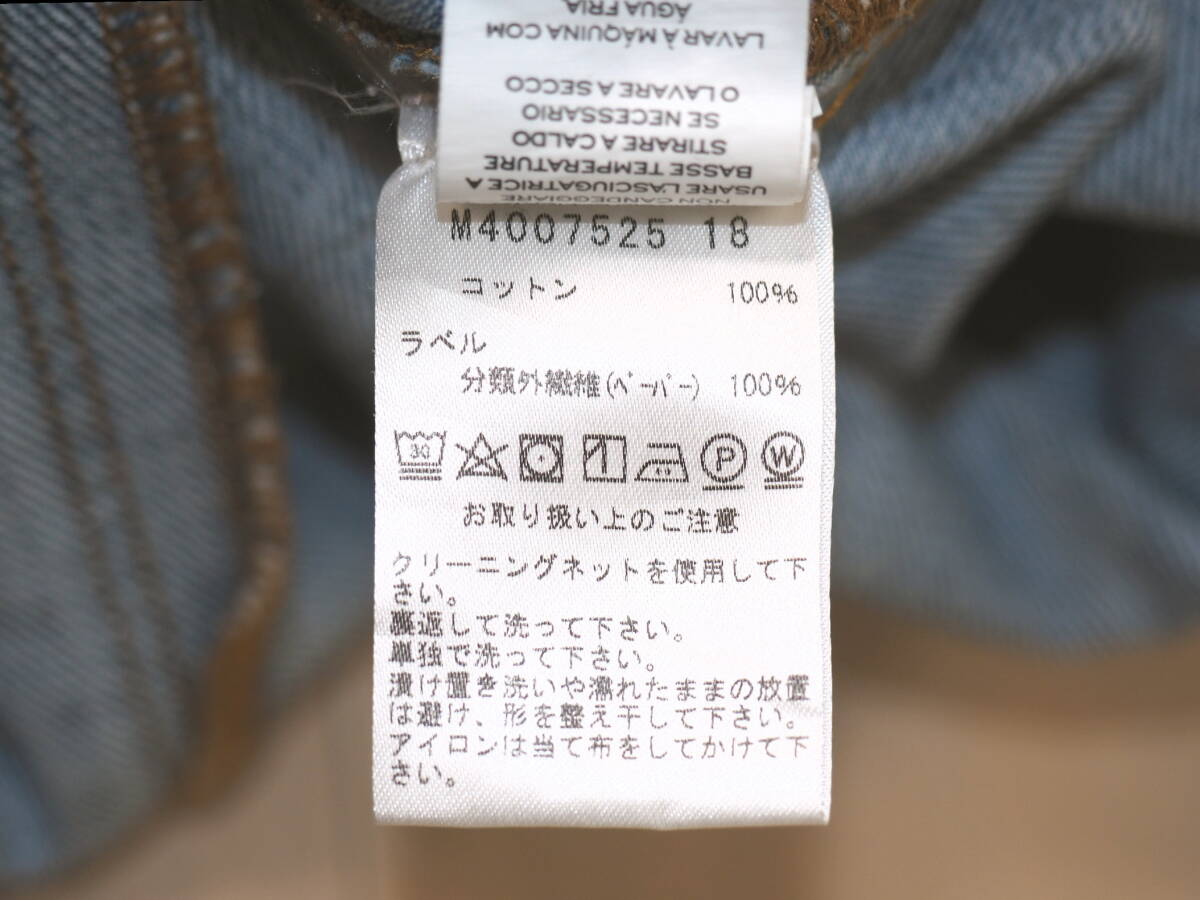 ÁGUA FRIA
LAVAR À MÁQUINA COM
O LAVARE A SECCO
SE NECESSARIO
STIRARE A CALDO
BASSE TEMPERATURE
USARE L'ASCIUGATRICE A
NON CANDEGGIARE
M4007525 18
コットン 100%
ラベル
分類外繊維(ペーパー) 100%
30
P W
お取り扱い上のご注意
クリーニングネットを使用して下
さい。
裏返して洗って下さい。
単独で洗って下さい。
漬け置き洗いや濡れたままの放置
は避け、形を整え干して下さい。
アイロンは当て布をしてかけて下
さい。